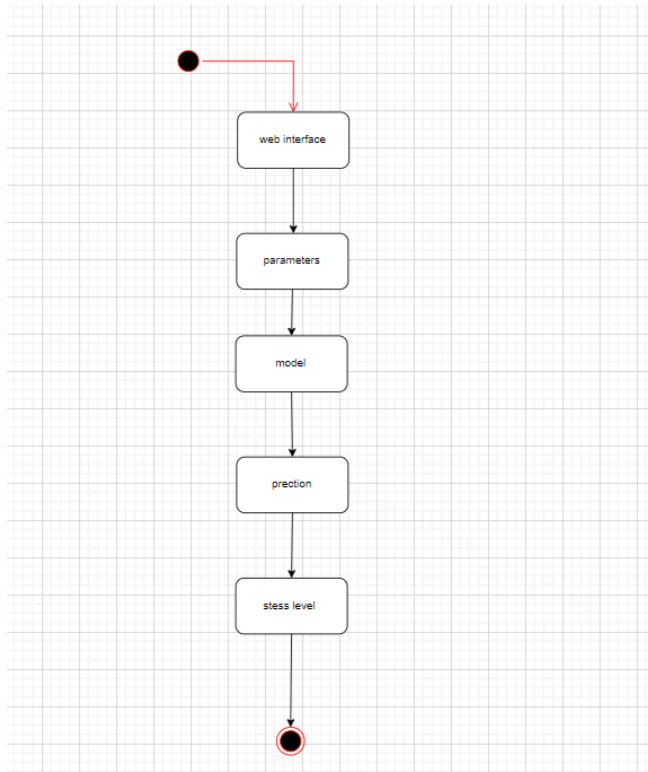 web interface
parameters
model
prection
stess level